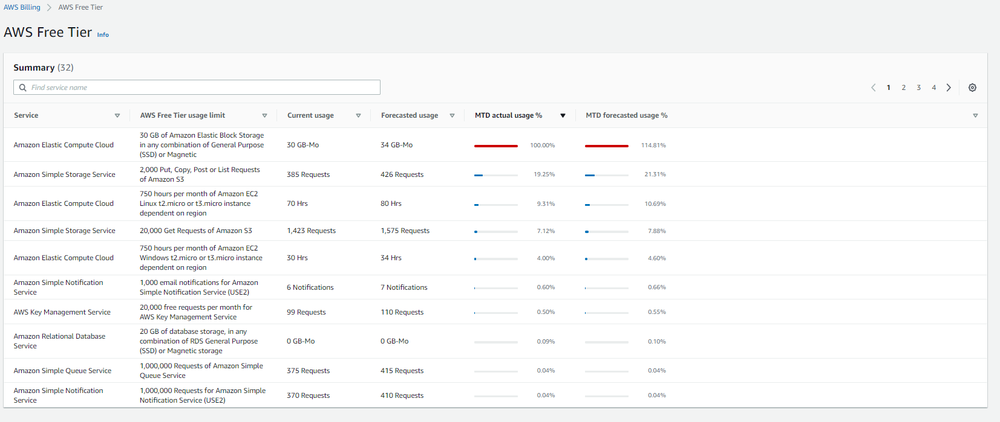 AWS Billing > AWS Free Tier
AWS Free Tier Info
Summary (32)
Find service name
1 2 3 4
Service AWS Free Tier usage limit Current usage Forecasted usage MTD actual usage % MTD forecasted usage %
30 GB of Amazon Elastic Block Storage
Amazon Elastic Compute Cloud in any combination of General Purpose 30 GB-Mo 34 GB-Mo 100.00% 114.81%
(SSD) or Magnetic
2,000 Put, Copy, Post or List Requests
Amazon Simple Storage Service 385 Requests 426 Requests 19.25% 21.31%
of Amazon S3
750 hours per month of Amazon EC2
Amazon Elastic Compute Cloud Linux t2.micro or t3.micro instance 70 Hrs 80 Hrs 9.31% 10.69%
dependent on region
Amazon Simple Storage Service 20,000 Get Requests of Amazon S3 1,423 Requests 1,575 Requests 7.12% 7.88%
750 hours per month of Amazon EC2
Amazon Elastic Compute Cloud Windows t2.micro or t3.micro instance 30 Hrs 34 Hrs 4.00% 4.60%
dependent on region
Amazon Simple Notification 1,000 email notifications for Amazon
6 Notifications 7 Notifications 0.60% 0.66%
Service Simple Notification Service (USE2)
20,000 free requests per month for
AWS Key Management Service 99 Requests 110 Requests 0.50% 0.55%
AWS Key Management Service
20 GB of database storage, in any
Amazon Relational Database combination of RDS General Purpose 0 GB-Mo 0 GB-Mo 0.09% 0.10%
Service (SSD) or Magnetic storage
1,000,000 Requests of Amazon Simple
Amazon Simple Queue Service 375 Requests 415 Requests 0.04% 0.04%
Queue Service
Amazon Simple Notification 1,000,000 Requests for Amazon Simple
370 Requests 410 Requests 0.04% 0.04%
Service Notification Service (USE2)